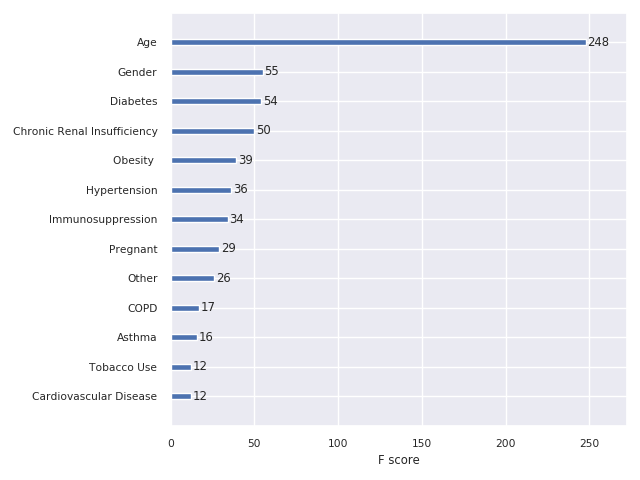 Age 248
Gender 55
Diabetes 54
Chronic Renal Insufficiency 50
Obesity 39
Hypertension 36
Immunosuppression 34
Pregnant 29
Other 26
COPD 17
Asthma 16
Tobacco Use 12
Cardiovascular Disease 12
0 50 100 150 200 250
F score